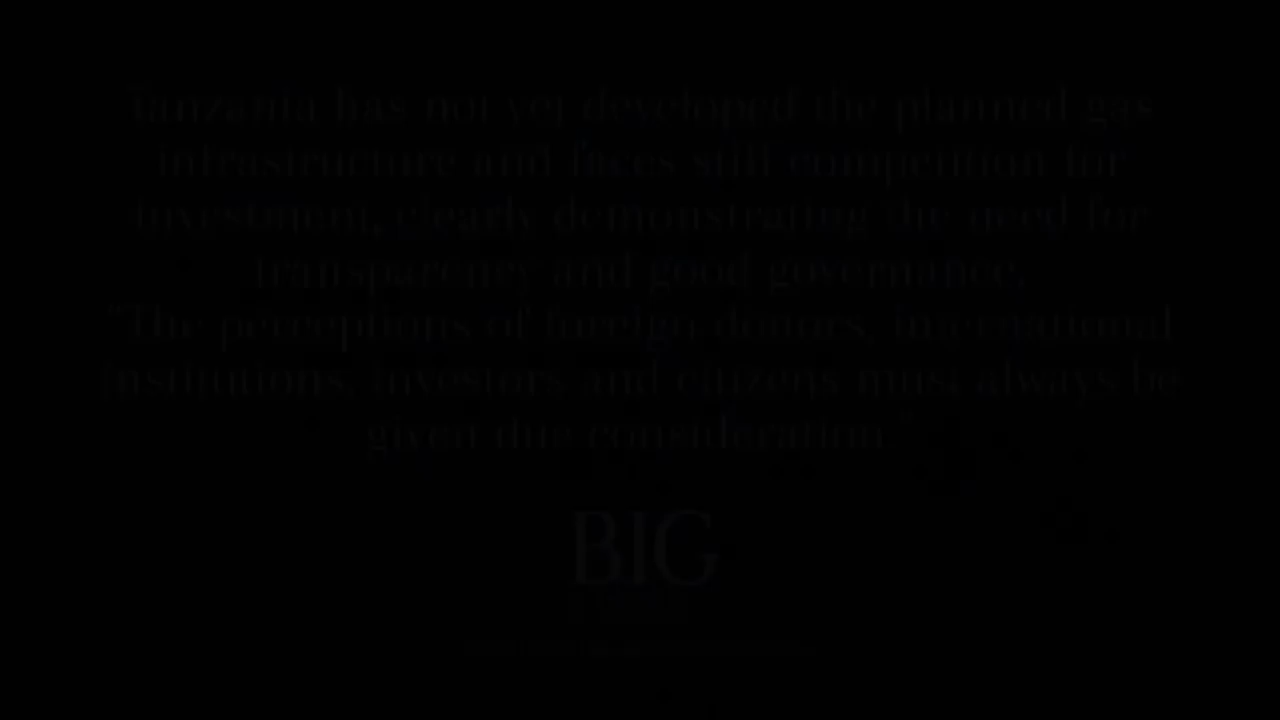 Tanzania has not yet developed the planned gas
infrastructure and faces stiff competition for
investment, clearly demonstrating the need for
transparency and good governance.
"The perceptions of foreign donors, international
institutions, investors and citizens must always be
given due consideration."
BIG